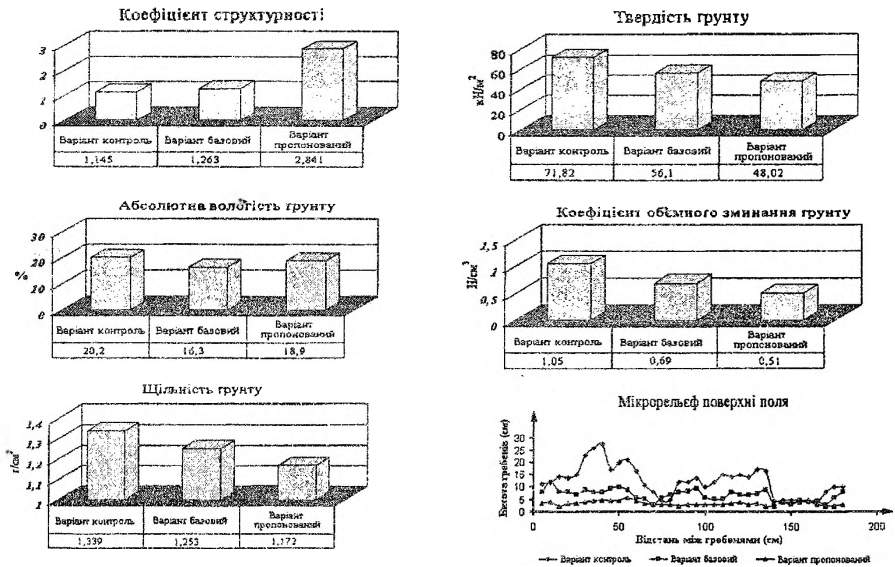 Коефіцієнт структурності
3
2
1
0
Варіант контроль Варіант базовий Варіант пропонований
1,145 1,263 2,841
Твердість ґрунту
кН/м²
80
60
40
20
0
Варіант контроль Варіант базовий Варіант пропонований
71,82 56,1 48,02
Абсолютна вологість ґрунту
%
30
20
10
0
Варіант контроль Варіант базовий Варіант пропонований
20,2 16,3 18,9
Коефіцієнт об'ємного зминання ґрунту
Н/см³
1,5
1
0,5
0
Варіант контроль Варіант базовий Варіант пропонований
1,05 0,69 0,51
Щільність ґрунту
1,4
1,3
1,2
1,1
1
Варіант контроль Варіант базовий Варіант пропонований
1,339 1,253 1,172
Мікрорельєф поверхні поля
Висота гребенів (см)
30
25
20
15
10
5
0
0 50 100 150 200
Відстань між гребенями (см)
Варіант контроль Варіант базовий Варіант пропонований